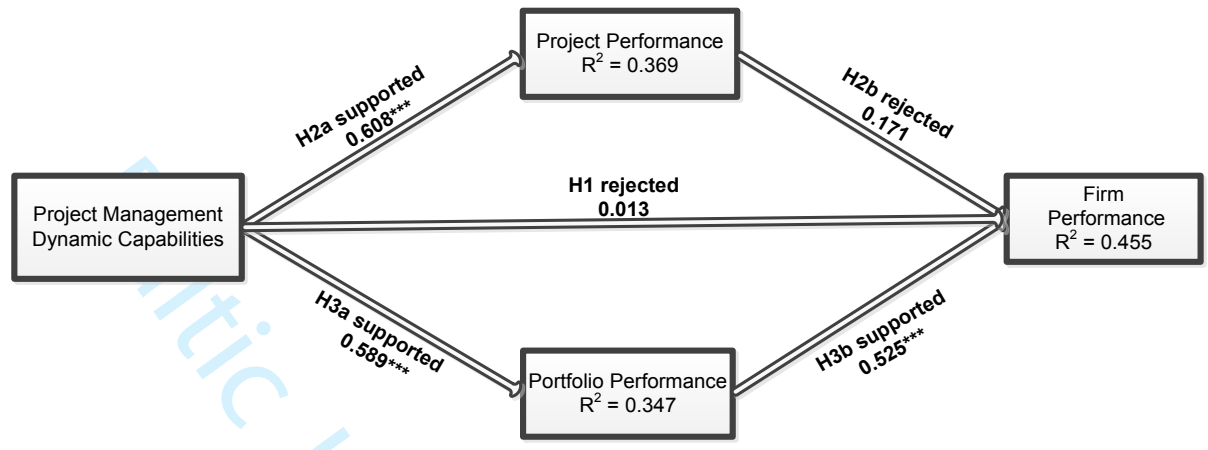 Project Performance
R² = 0.369
H2a supported
0.608***
H2b rejected
0.171
Project Management
Dynamic Capabilities
H1 rejected
0.013
Firm
Performance
R² = 0.455
H3a supported
0.589***
H3b supported
0.525***
Portfolio Performance
R² = 0.347